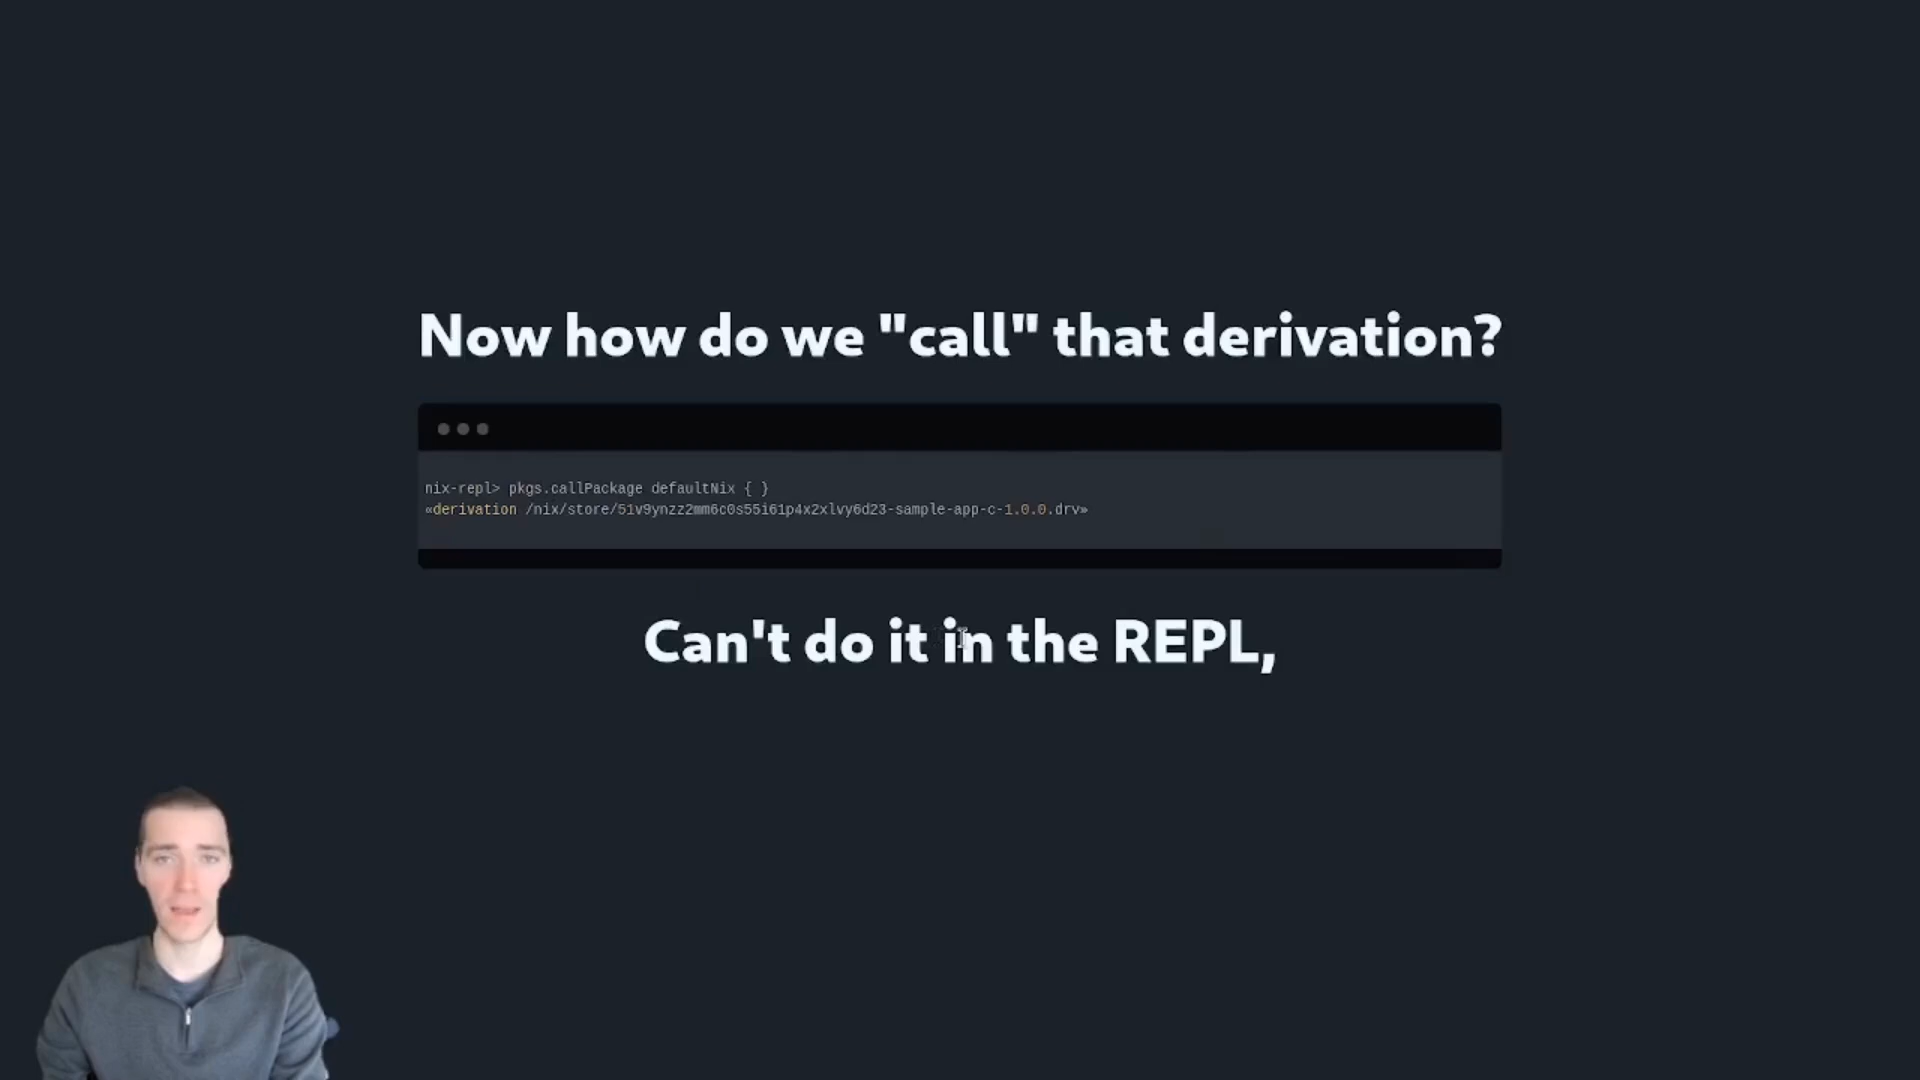 Now how do we "call" that derivation?
nix-repl> pkgs.callPackage defaultNix { }
«derivation /nix/store/51v9ynzz2mm6c0s55i61p4x2xlvy6d23-sample-app-c-1.0.0.drv»
Can't do it in the REPL,